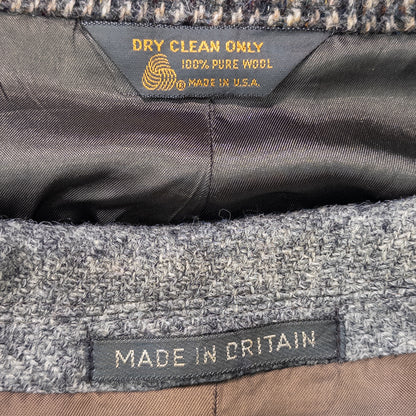 DRY CLEAN ONLY
100% PURE WOOL
® MADE IN U.S.A.
MADE IN BRITAIN